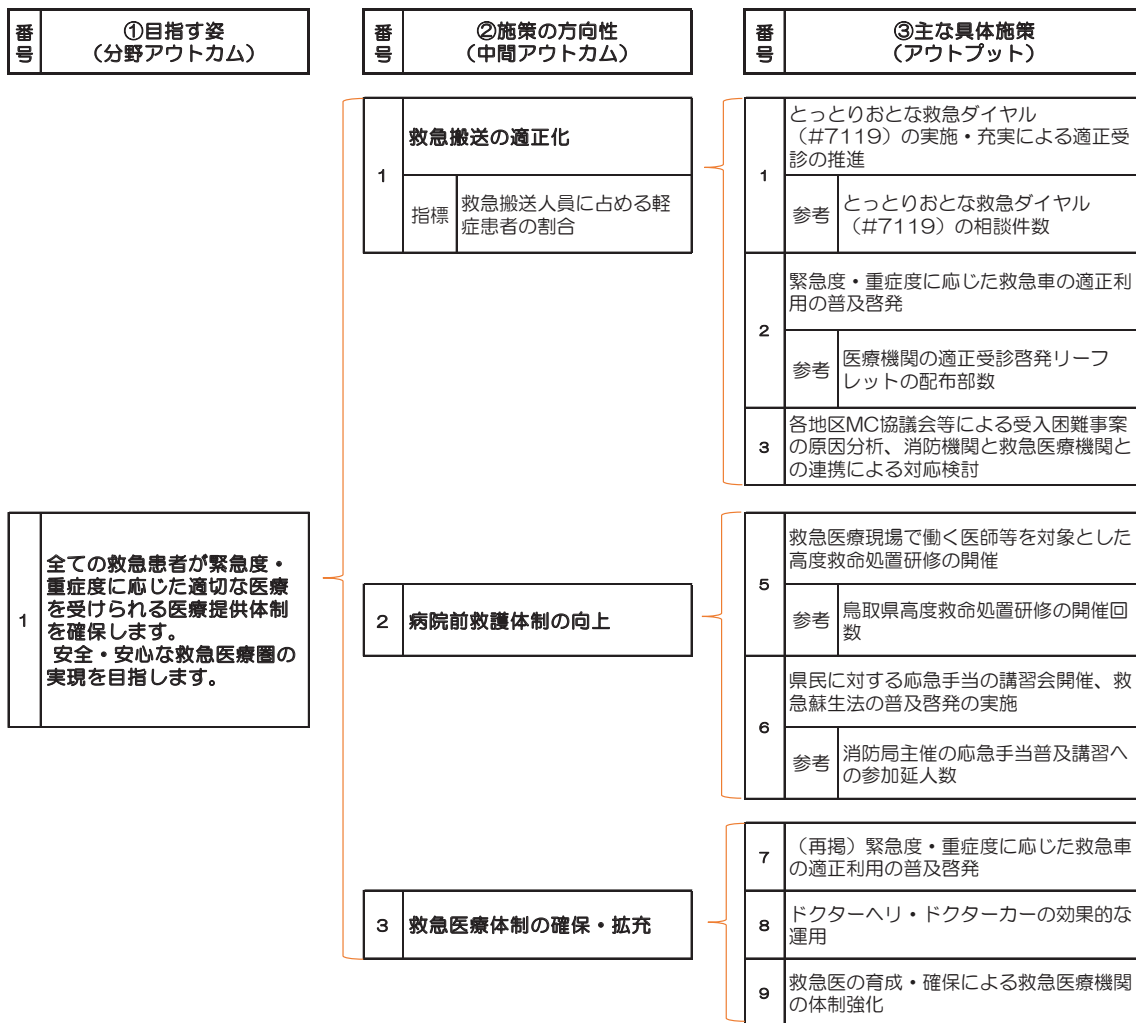 番号
①目指す姿
（分野アウトカム）
番号
②施策の方向性
（中間アウトカム）
番号
③主な具体施策
（アウトプット）
1
全ての救急患者が緊急度・
重症度に応じた適切な医療
を受けられる医療提供体制
を確保します。
安全・安心な救急医療圏の
実現を目指します。
1
救急搬送の適正化
指標
救急搬送人員に占める軽
症患者の割合
1
とっとりおとな救急ダイヤル
（#7119）の実施・充実による適正受
診の推進
参考
とっとりおとな救急ダイヤル
（#7119）の相談件数
2
緊急度・重症度に応じた救急車の適正利
用の普及啓発
参考
医療機関の適正受診啓発リーフ
レットの配布部数
3
各地区MC協議会等による受入困難事案
の原因分析、消防機関と救急医療機関と
の連携による対応検討
2
病院前救護体制の向上
5
救急医療現場で働く医師等を対象とした
高度救命処置研修の開催
参考
鳥取県高度救命処置研修の開催回
数
6
県民に対する応急手当の講習会開催、救
急蘇生法の普及啓発の実施
参考
消防局主催の応急手当普及講習へ
の参加延人数
3
救急医療体制の確保・拡充
7
（再掲）緊急度・重症度に応じた救急車
の適正利用の普及啓発
8
ドクターヘリ・ドクターカーの効果的な
運用
9
救急医の育成・確保による救急医療機関
の体制強化